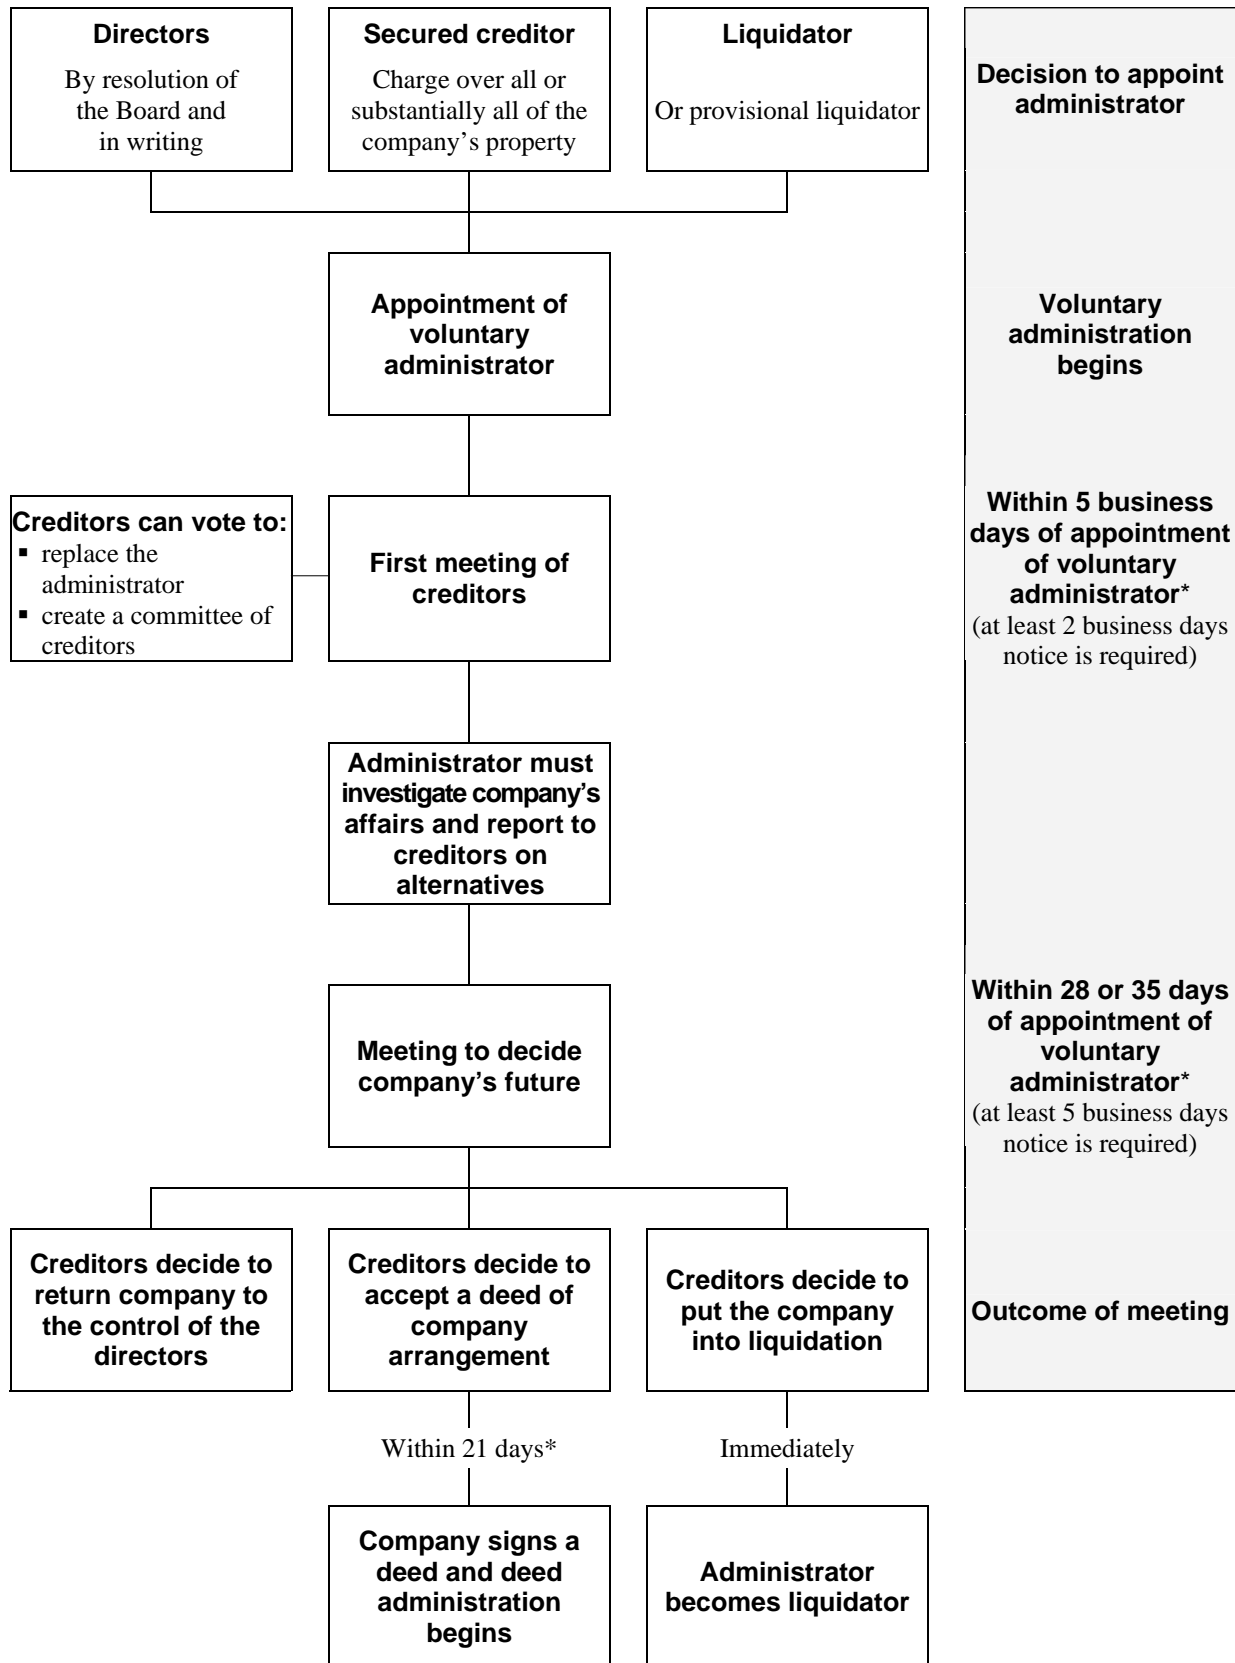 Directors
By resolution of
the Board and
in writing
Secured creditor
Charge over all or
substantially all of the
company’s property
Liquidator
Or provisional liquidator
Decision to appoint
administrator
Appointment of
voluntary
administrator
Voluntary
administration
begins
Creditors can vote to:
▪ replace the
administrator
▪ create a committee of
creditors
First meeting of
creditors
Within 5 business
days of appointment
of voluntary
administrator*
(at least 2 business days
notice is required)
Administrator must
investigate company’s
affairs and report to
creditors on
alternatives
Meeting to decide
company’s future
Within 28 or 35 days
of appointment of
voluntary
administrator*
(at least 5 business days
notice is required)
Creditors decide to
return company to
the control of the
directors
Creditors decide to
accept a deed of
company
arrangement
Creditors decide to
put the company
into liquidation
Outcome of meeting
Within 21 days*
Immediately
Company signs a
deed and deed
administration
begins
Administrator
becomes liquidator